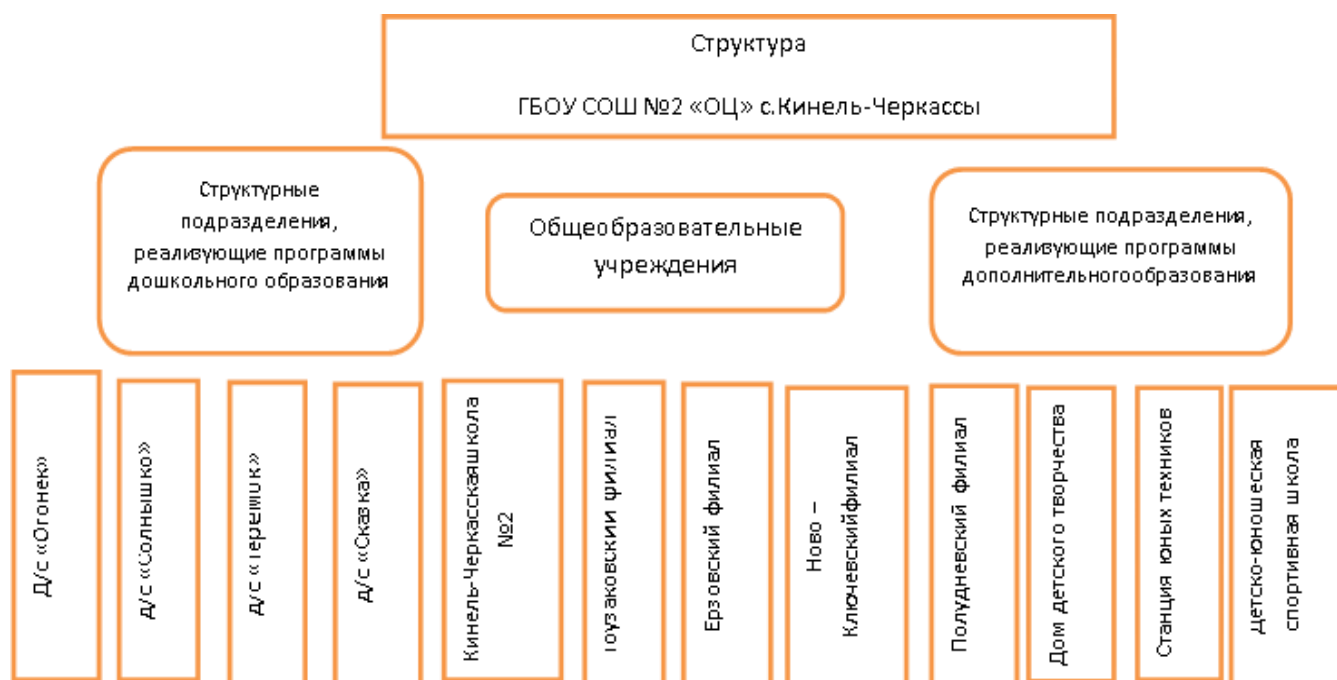 Структура
ГБОУ СОШ №2 «ОЦ» с.Кинель-Черкассы
Структурные
подразделения,
реализующие программы
дошкольного образования
Общеобразовательные
учреждения
Структурные подразделения,
реализующие программы
дополнительногообразования
Д/с «Огонек»
д/с «Солнышко»
д/с «Теремик»
д/с «Сказка»
Кинель-Черкасскаяшкола
№2
филиал
Ерзовский филиал
Ново –
Ключевскийфилиал
Полудневский филиал
Дом детского творчества
Станция юных техников
детско-юношеская
спортивная школа